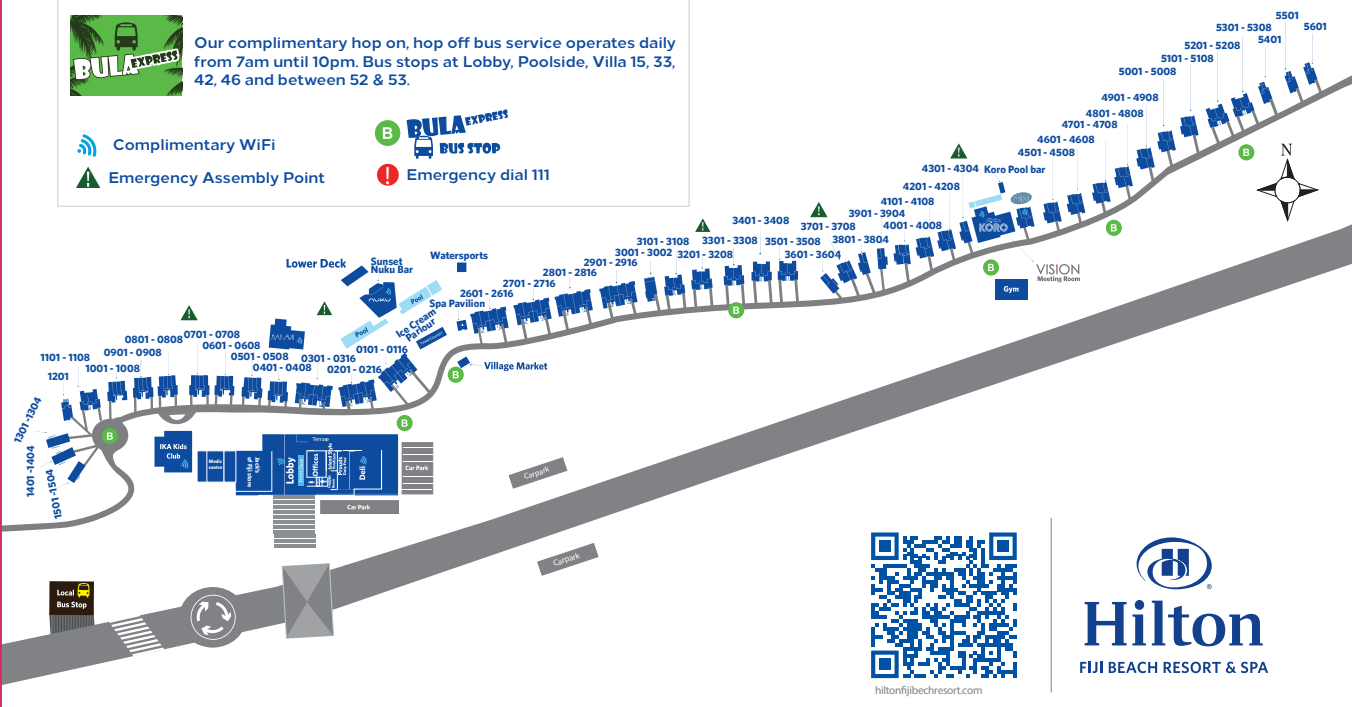 BULA EXPRESS
Our complimentary hop on, hop off bus service operates daily
from 7am until 10pm. Bus stops at Lobby, Poolside, Villa 15, 33,
42, 46 and between 52 & 53.
Complimentary WiFi
Emergency Assembly Point
B
BULA EXPRESS
BUS STOP
Emergency dial 111
5501
5301 - 5308
5601
5401
5201 - 5208
5101 - 5108
5001 - 5008
4901 - 4908
4801 - 4808
4701 - 4708
4601 - 4608
4501 - 4508
N
B
B
4301 - 4304
Koro Pool bar
4201 - 4208
4101 - 4108
3901 - 3904
4001 - 4008
KORO
B
VISION
Meeting Room
Gym
3701 - 3708
3801 - 3804
3401 - 3408
3301 - 3308
3501 - 3508
3601 - 3604
3101 - 3108
3201 - 3208
3001 - 3002
2901 - 2916
2801 - 2816
2701 - 2716
2601 - 2616
B
Watersports
Lower Deck
Sunset
Nuku Bar
NUKU
Pool
Pool
Spa Pavilion
Ice Cream
Parlour
Village Market
B
0101 - 0116
0201 - 0216
0301 - 0316
0401 - 0408
0501 - 0508
0601 - 0608
0701 - 0708
0801 - 0808
0901 - 0908
1001 - 1008
1101 - 1108
1201
1301 -1304
1401 -1404
1501 -1504
B
B
IKA Kids
Club
Medic
centre
Jack's
of Fiji store
Lobby
Terrace
Offices
Deli
Car Park
Car Park
Carpark
Carpark
Local
Bus Stop
hiltonfijibechresort.com
H
®
Hilton
FIJI BEACH RESORT & SPA